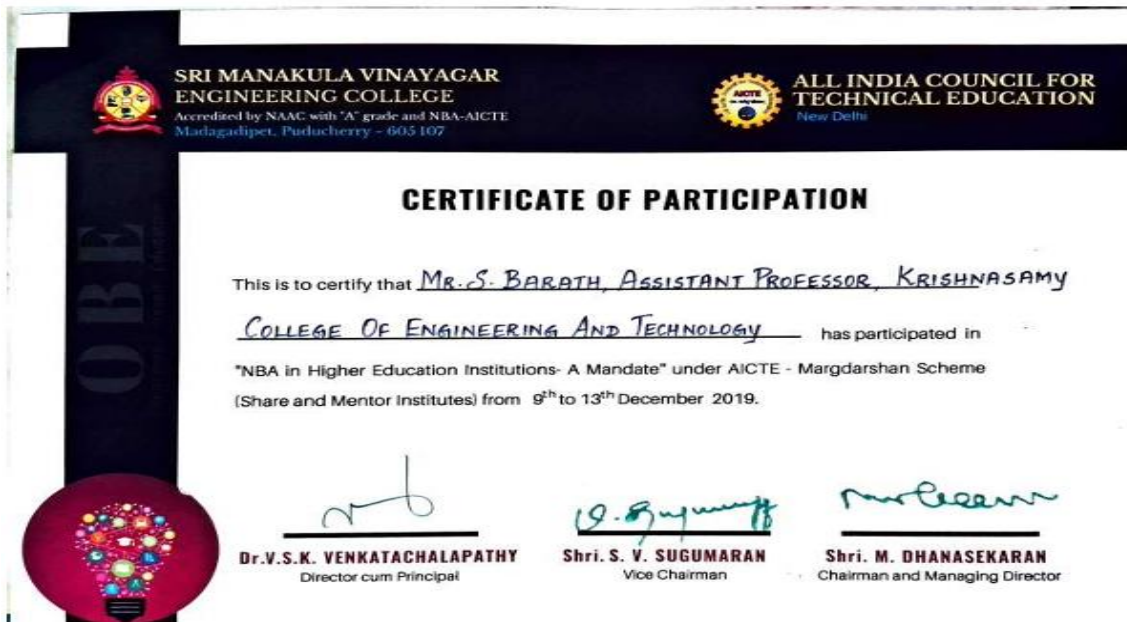 SRI MANAKULA VINAYAGAR
ENGINEERING COLLEGE
Accredited by NAAC with "A" grade and NBA-AICTE
Madagadipet, Puducherry - 605 107
ALL INDIA COUNCIL FOR
TECHNICAL EDUCATION
New Delhi
AICTE
OBE
CERTIFICATE OF PARTICIPATION
This is to certify that MR. S. BARATH, ASSISTANT PROFESSOR, KRISHNASAMY
COLLEGE OF ENGINEERING AND TECHNOLOGY has participated in
"NBA in Higher Education Institutions- A Mandate" under AICTE - Margdarshan Scheme
(Share and Mentor Institutes) from 9th to 13th December 2019.
Dr.V.S.K. VENKATACHALAPATHY
Director cum Principal
Shri. S. V. SUGUMARAN
Vice Chairman
Shri. M. DHANASEKARAN
Chairman and Managing Director